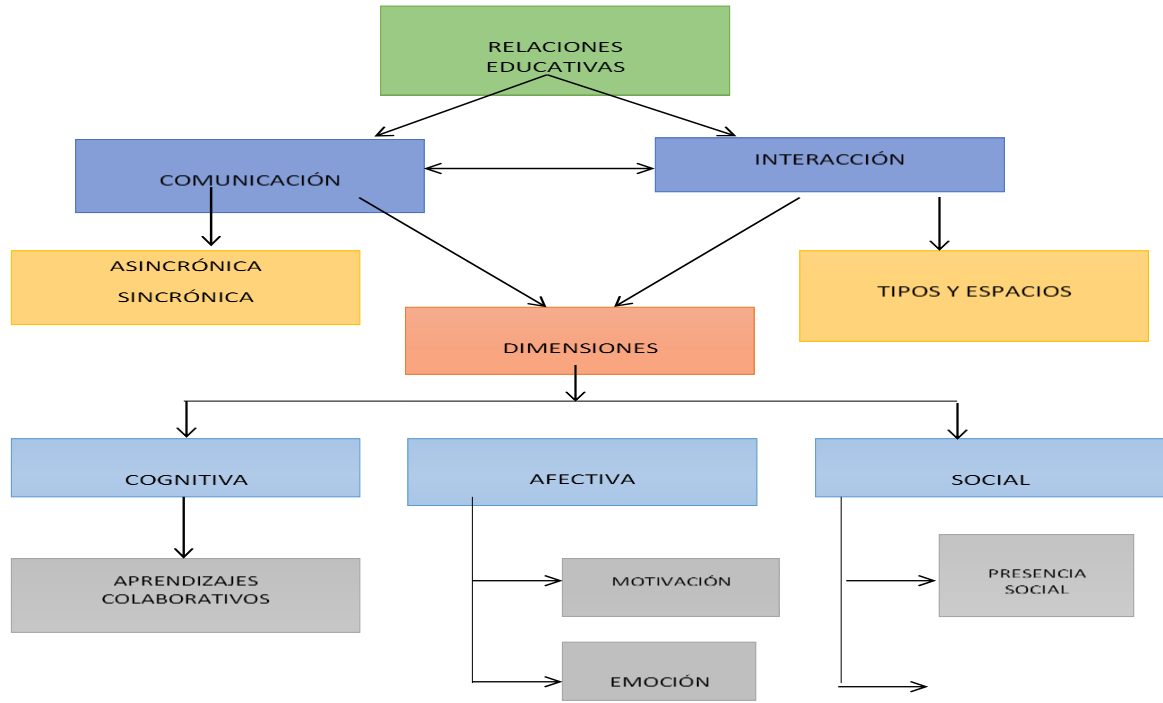 RELACIONES
EDUCATIVAS
COMUNICACIÓN
INTERACCIÓN
ASINCRÓNICA
SINCRÓNICA
TIPOS Y ESPACIOS
DIMENSIONES
COGNITIVA
AFECTIVA
SOCIAL
APRENDIZAJES
COLABORATIVOS
MOTIVACIÓN
PRESENCIA
SOCIAL
EMOCIÓN